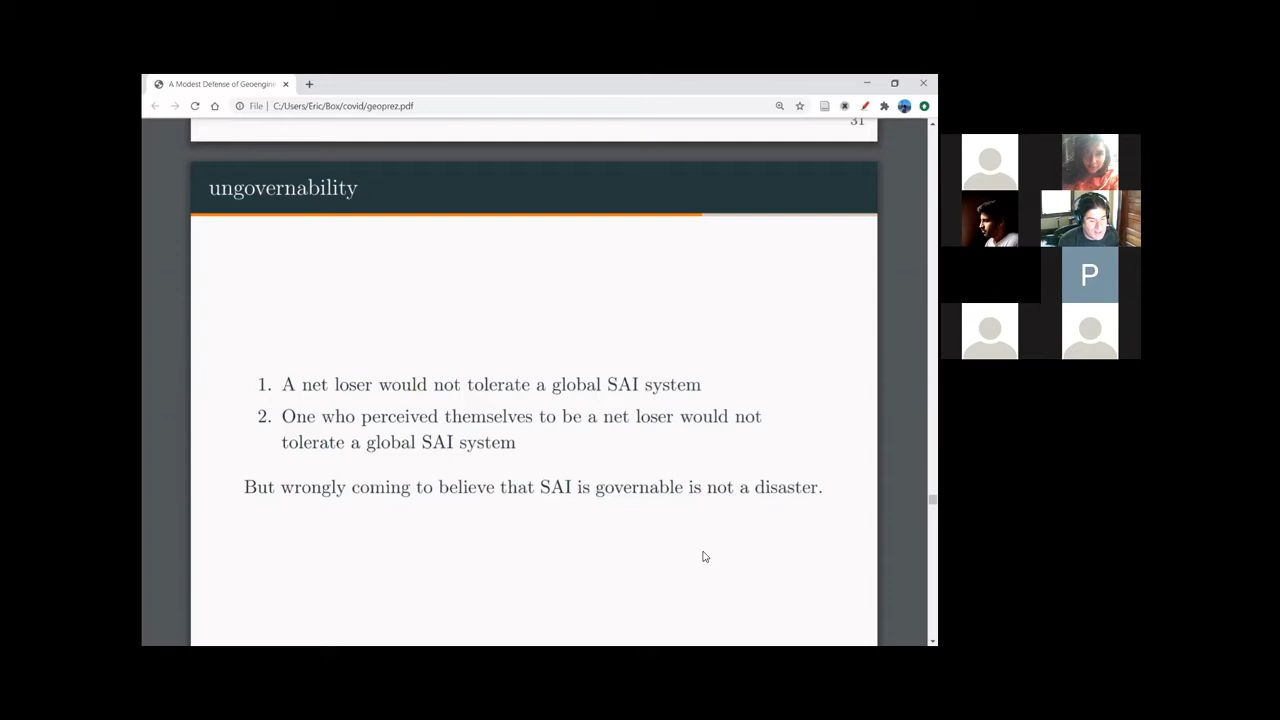 A Modest Defense of Geoengine
File | C:/Users/Eric/Box/covid/geoprez.pdf
31
ungovernability
1. A net loser would not tolerate a global SAI system
2. One who perceived themselves to be a net loser would not
tolerate a global SAI system
But wrongly coming to believe that SAI is governable is not a disaster.
P